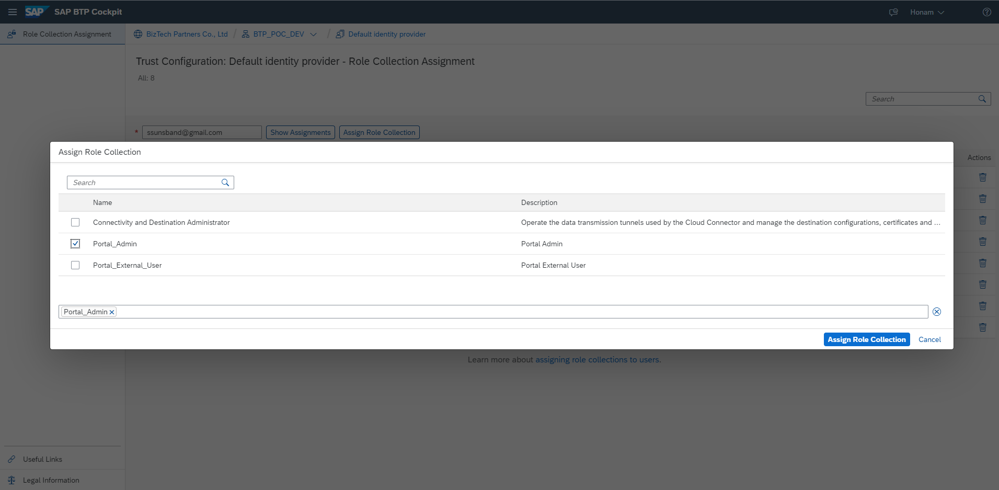 SAP SAP BTP Cockpit
Honam
Role Collection Assignment
BizTech Partners Co., Ltd / BTP_POC_DEV / Default identity provider
Trust Configuration: Default identity provider - Role Collection Assignment
All: 8
Search
* ssunsband@gmail.com Show Assignments Assign Role Collection
Actions
Assign Role Collection
Search
Name Description
Connectivity and Destination Administrator Operate the data transmission tunnels used by the Cloud Connector and manage the destination configurations, certificates and ...
Portal_Admin Portal Admin
Portal_External_User Portal External User
Portal_Admin
Assign Role Collection Cancel
Learn more about assigning role collections to users.
Useful Links
Legal Information